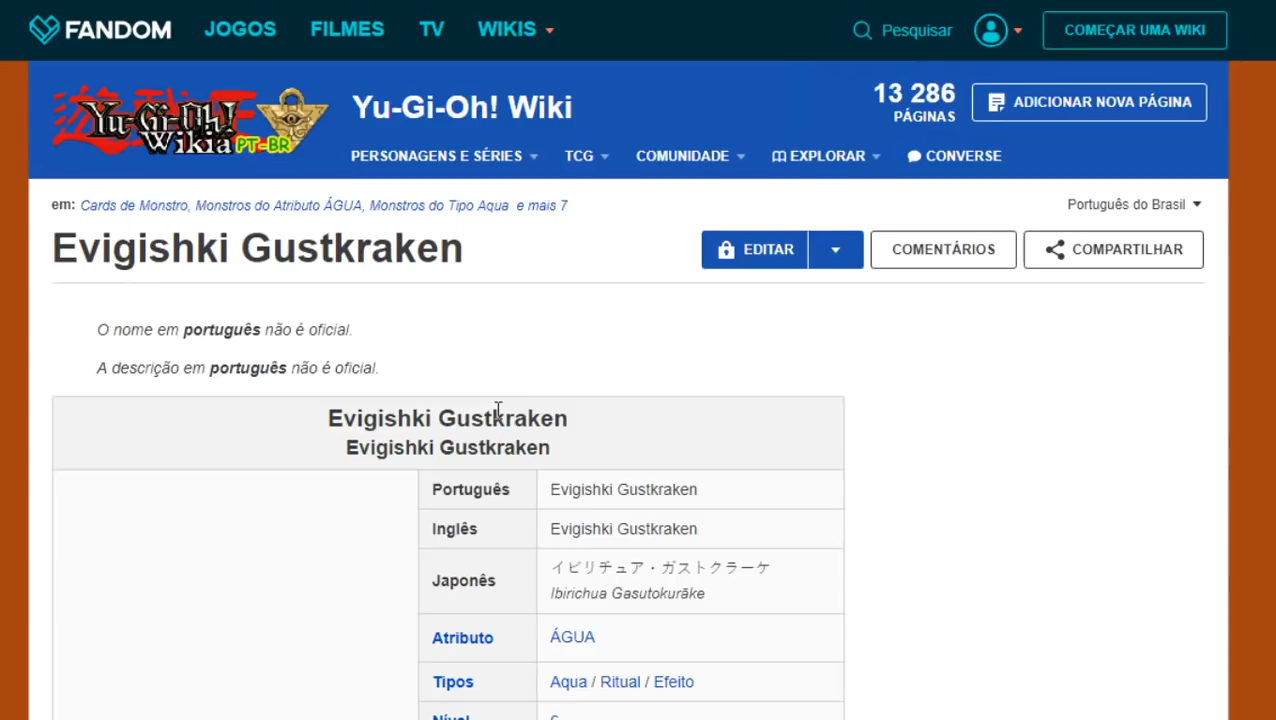 FANDOM JOGOS FILMES TV WIKIS Pesquisar COMEÇAR UMA WIKI
Yu-Gi-Oh! Wikia PT-BR
Yu-Gi-Oh! Wiki
13 286 PÁGINAS
ADICIONAR NOVA PÁGINA
PERSONAGENS E SÉRIES TCG COMUNIDADE EXPLORAR CONVERSE
em: Cards de Monstro, Monstros do Atributo ÁGUA, Monstros do Tipo Aqua e mais 7
Português do Brasil
Evigishki Gustkraken
EDITAR COMENTÁRIOS COMPARTILHAR
O nome em português não é oficial.
A descrição em português não é oficial.
Evigishki Gustkraken
Evigishki Gustkraken
Português Evigishki Gustkraken
Inglês Evigishki Gustkraken
Japonês イビリチュア・ガストクラーケ
Ibirichua Gasutokurāke
Atributo ÁGUA
Tipos Aqua / Ritual / Efeito